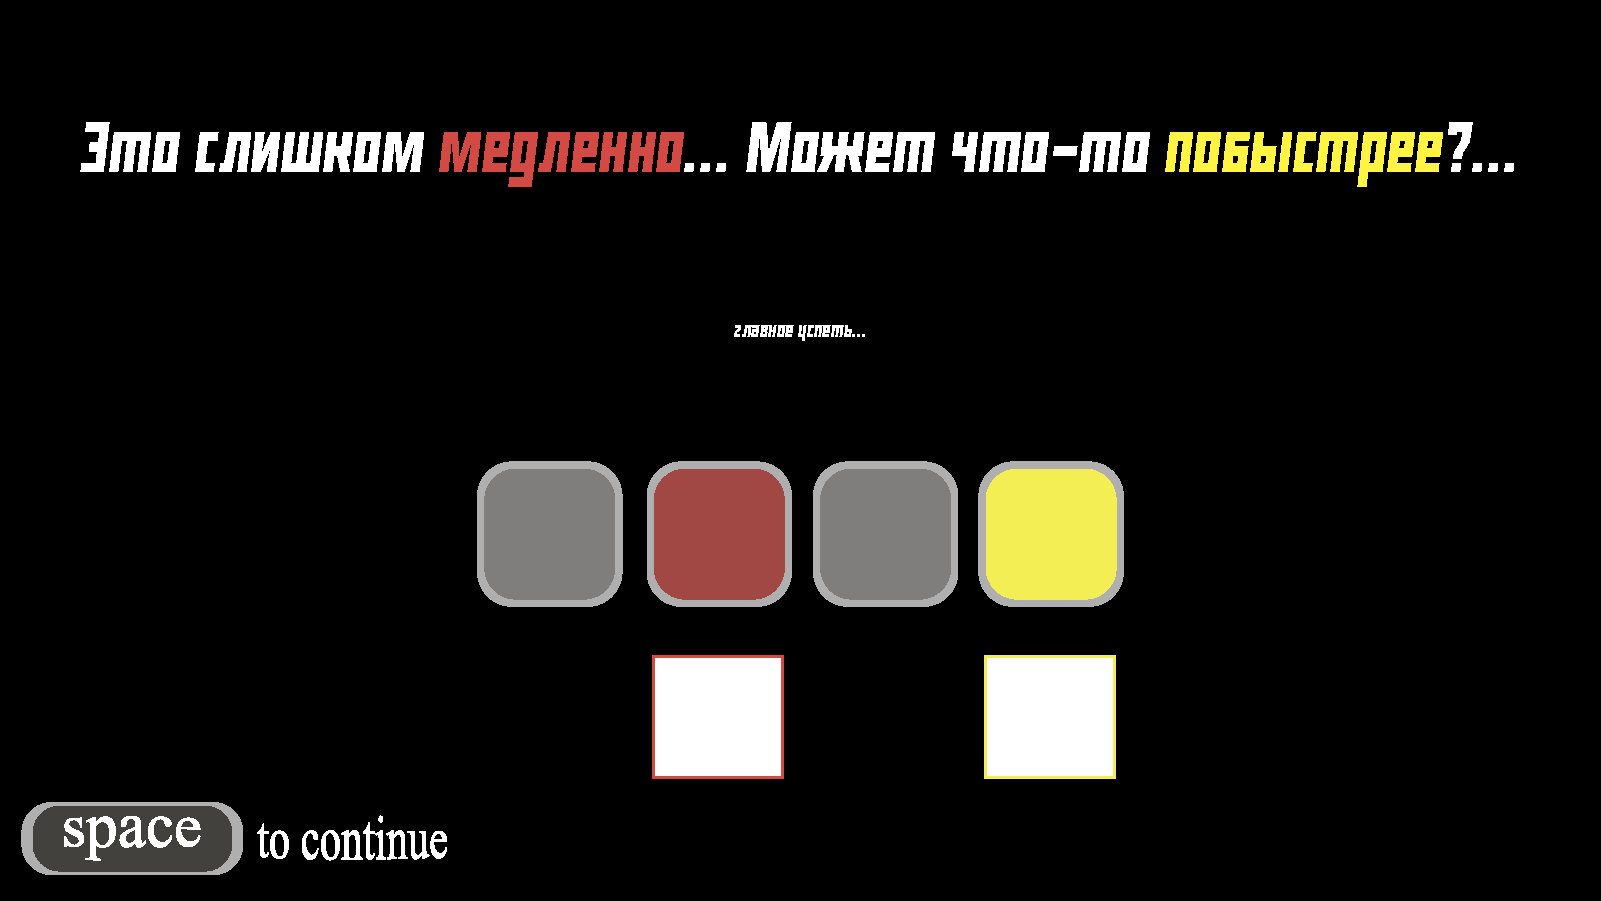 Это слишком медленно... Может что-то побыстрее?...
главное успеть...
space to continue